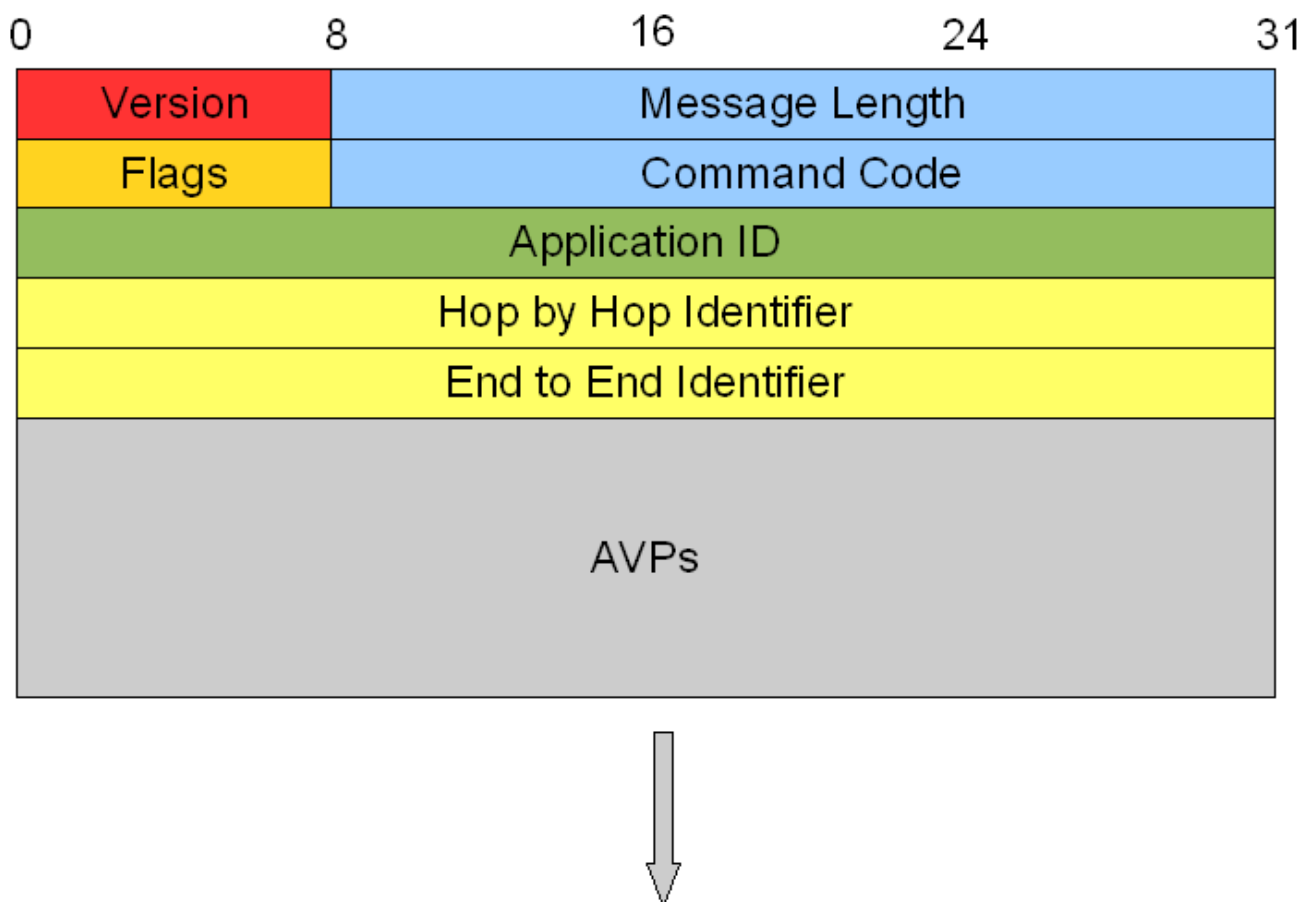 0 8 16 24 31
Version Message Length
Flags Command Code
Application ID
Hop by Hop Identifier
End to End Identifier
AVPs